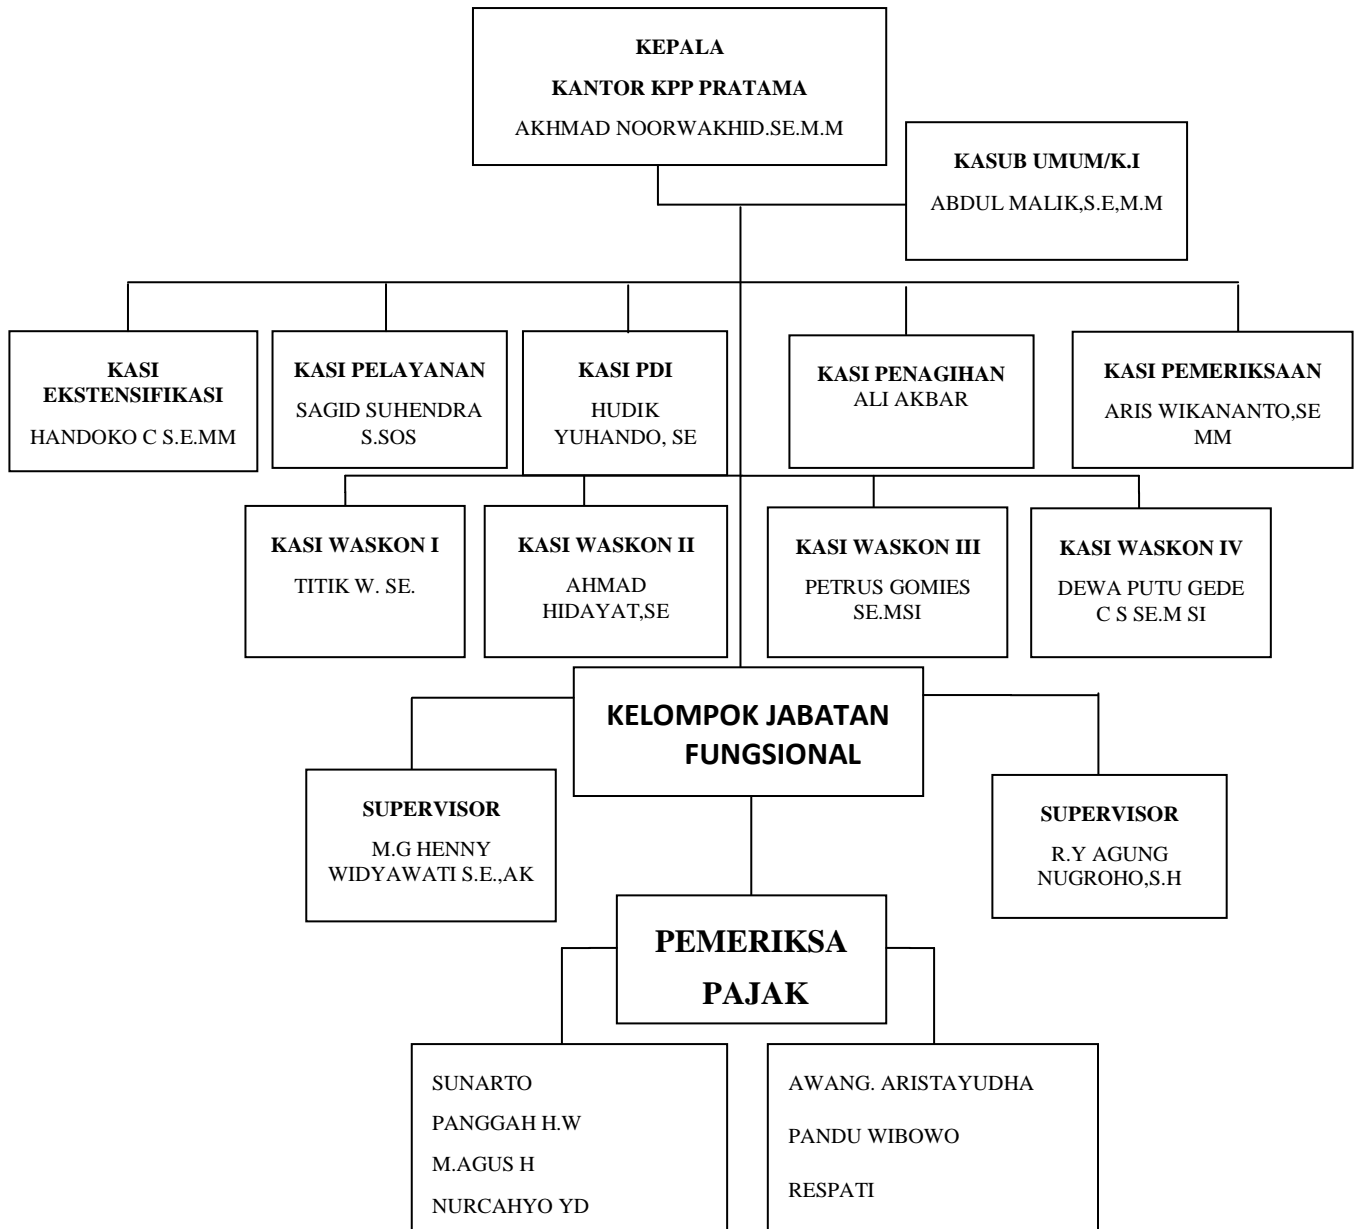 KEPALA
KANTOR KPP PRATAMA
AKHMAD NOORWAKHID.SE.M.M
KASUB UMUM/K.I
ABDUL MALIK,S.E,M.M
KASI
EKSTENSIFIKASI
HANDOKO C S.E.MM
KASI PELAYANAN
SAGID SUHENDRA
S.SOS
KASI PDI
HUDIK
YUHANDO, SE
KASI PENAGIHAN
ALI AKBAR
KASI PEMERIKSAAN
ARIS WIKANANTO,SE
MM
KASI WASKON I
TITIK W. SE.
KASI WASKON II
AHMAD
HIDAYAT,SE
KASI WASKON III
PETRUS GOMIES
SE.MSI
KASI WASKON IV
DEWA PUTU GEDE
C S SE.M SI
KELOMPOK JABATAN
FUNGSIONAL
SUPERVISOR
M.G HENNY
WIDYAWATI S.E.,AK
SUPERVISOR
R.Y AGUNG
NUGROHO,S.H
PEMERIKSA
PAJAK
SUNARTO
PANGGAH H.W
M.AGUS H
NURCAHYO YD
AWANG. ARISTAYUDHA
PANDU WIBOWO
RESPATI